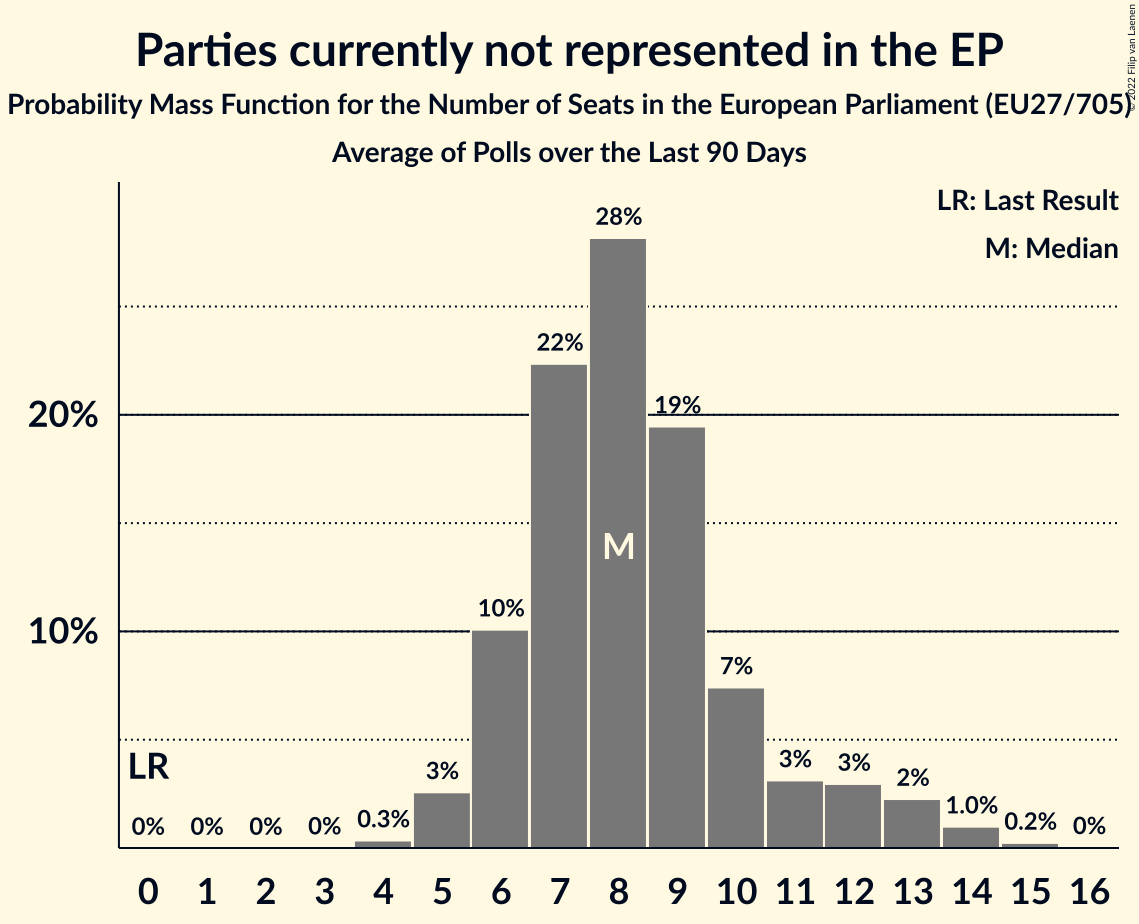 Parties currently not represented in the EP
Probability Mass Function for the Number of Seats in the European Parliament (EU27/705)
Average of Polls over the Last 90 Days
© 2022 Filip van Laenen
LR: Last Result
M: Median
28%
22%
20%
19%
M
10%
10%
7%
LR
3%
3%
3%
2%
0%
0%
0%
0%
0.3%
1.0%
0.2%
0%
0 1 2 3 4 5 6 7 8 9 10 11 12 13 14 15 16